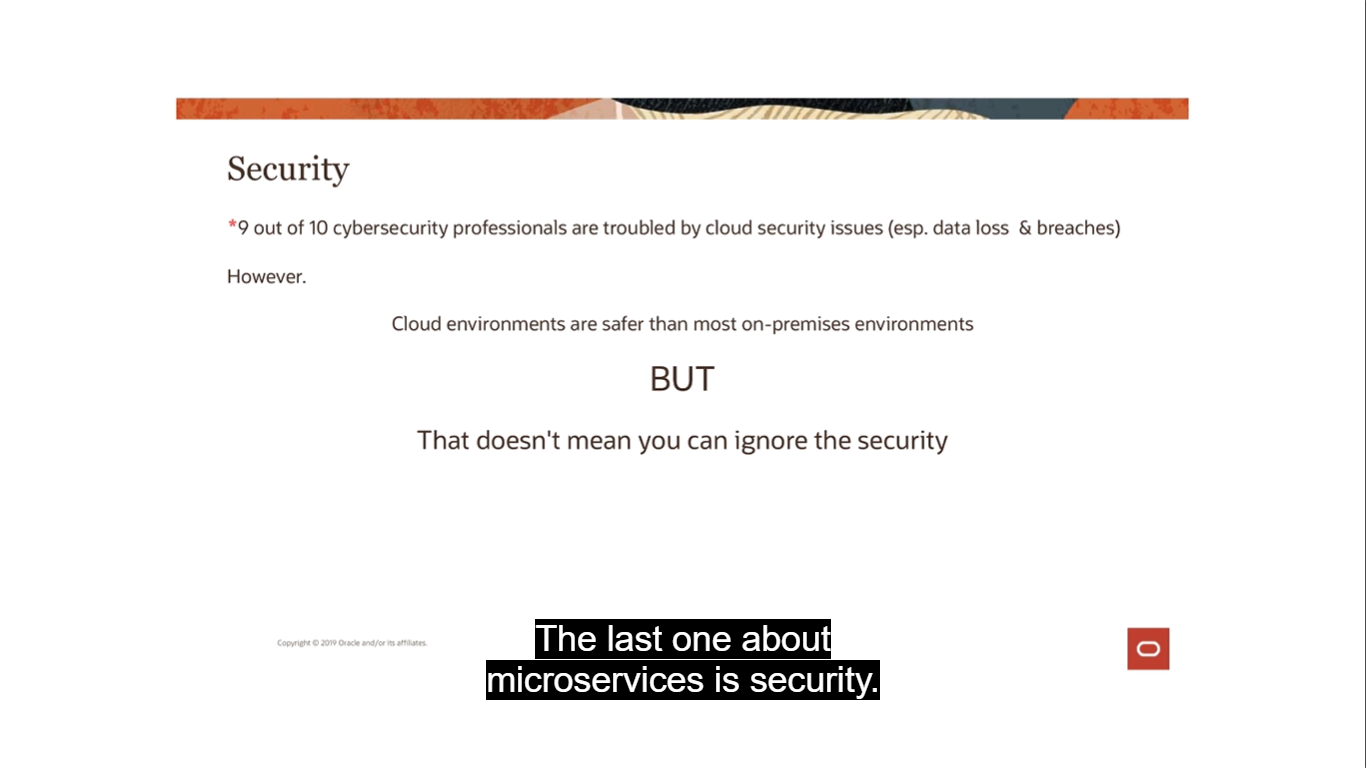 Security
*9 out of 10 cybersecurity professionals are troubled by cloud security issues (esp. data loss & breaches)
However.
Cloud environments are safer than most on-premises environments
BUT
That doesn't mean you can ignore the security
Copyright © 2019 Oracle and/or its affiliates.
The last one about
microservices is security.